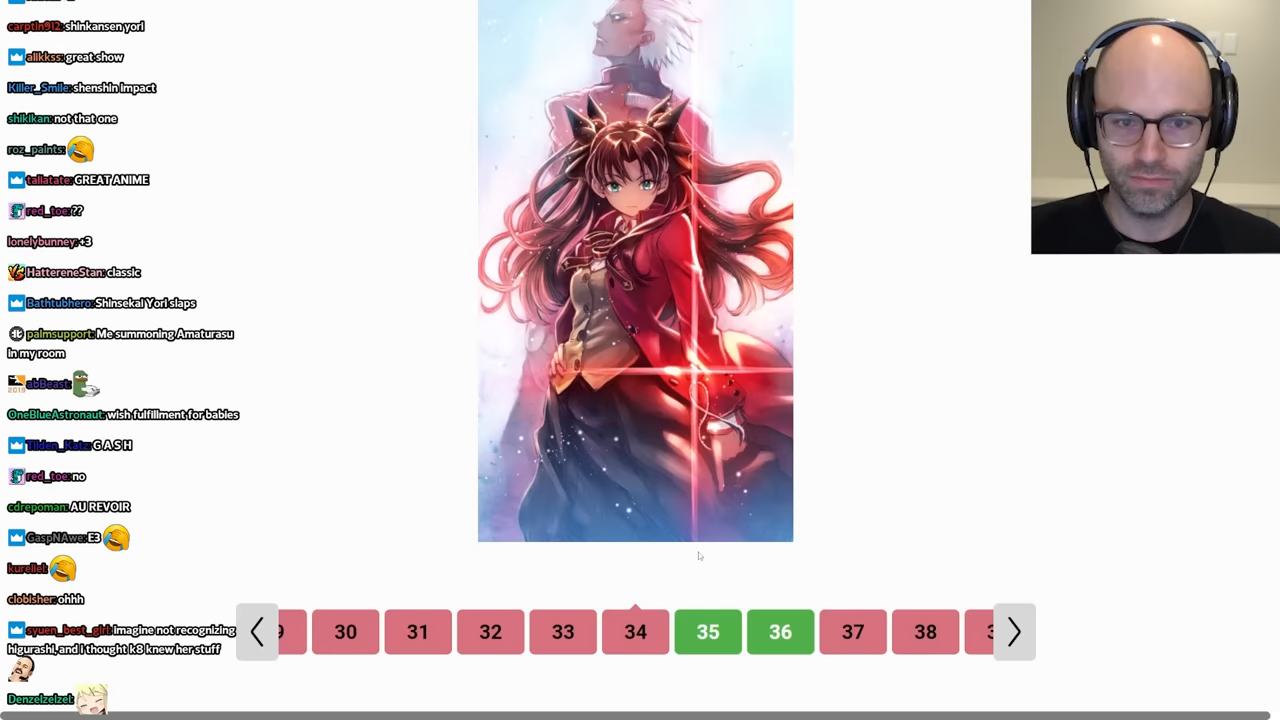 carptin912: shinkansen yori
alikkss: great show
Killer_Smile: shenshin impact
shikikan: not that one
roz_paints:
tallatate: GREAT ANIME
red_toe: ??
lonelybunney: +3
HattereneStan: classic
Bathtubhero: Shinsekai Yori slaps
palmsupport: Me summoning Amaturasu
in my room
abBeast:
OneBlueAstronaut: wish fulfillment for babies
Tilden_Katz: G A S H
red_toe: no
cdrepoman: AU REVOIR
GaspNAwe: E3
kurellel:
clobisher: ohhh
syuen_best_girl: imagine not recognizing
higurashi, and i thought k8 knew her stuff
Denzelzelzel:
30 31 32 33 34 35 36 37 38 3